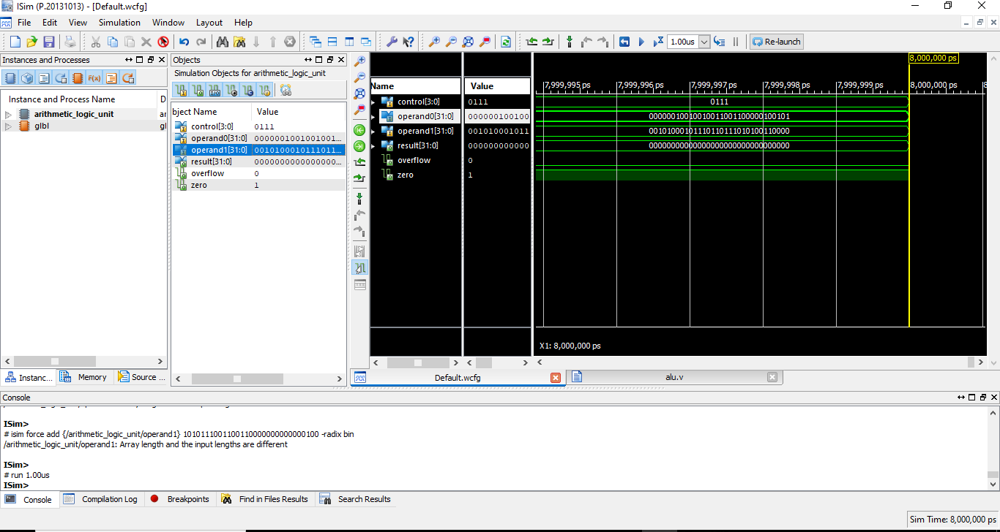 ISim (P.20131013) - [Default.wcfg]
File Edit View Simulation Window Layout Help
1.00us Re-launch
Instances and Processes
Instance and Process Name D
arithmetic_logic_unit ar
glbl gl
Instanc... Memory Source ...
Objects
Simulation Objects for arithmetic_logic_unit
bject Name Value
control[3:0] 0111
operand0[31:0] 0000001001001001...
operand1[31:0] 0010100010111011...
result[31:0] 0000000000000000...
overflow 0
zero 1
Name Value
control[3:0] 0111
operand0[31:0] 000000100100
operand1[31:0] 001010001011
result[31:0] 000000000000
overflow 0
zero 1
8,000,000 ps
7,999,995 ps 7,999,996 ps 7,999,997 ps 7,999,998 ps 7,999,999 ps 8,000,000 ps 8
0111
00000010010010011001100000100101
00101000101110110111010100110000
00000000000000000000000000000000
X1: 8,000,000 ps
Default.wcfg alu.v
Console
ISim>
# isim force add {/arithmetic_logic_unit/operand1} 1010111001100110000000000000100 -radix bin
/arithmetic_logic_unit/operand1: Array length and the input lengths are different
ISim>
# run 1.00us
ISim>
Console Compilation Log Breakpoints Find in Files Results Search Results
Sim Time: 8,000,000 ps